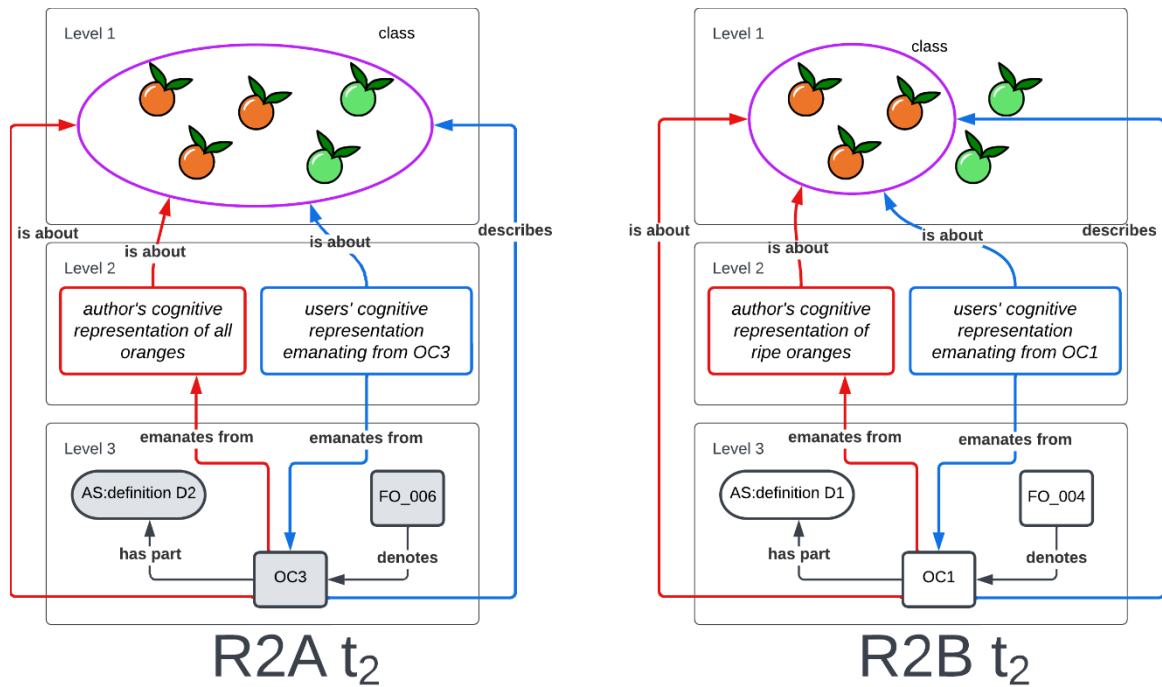 Level 1
class
is about
is about
is about
describes
Level 2
author's cognitive
representation of all
oranges
users' cognitive
representation
emanating from OC3
emanates from
emanates from
Level 3
AS:definition D2
FO_006
has part
denotes
OC3
R2A t₂
Level 1
class
is about
is about
is about
describes
Level 2
author's cognitive
representation of
ripe oranges
users' cognitive
representation
emanating from OC1
emanates from
emanates from
Level 3
AS:definition D1
FO_004
has part
denotes
OC1
R2B t₂